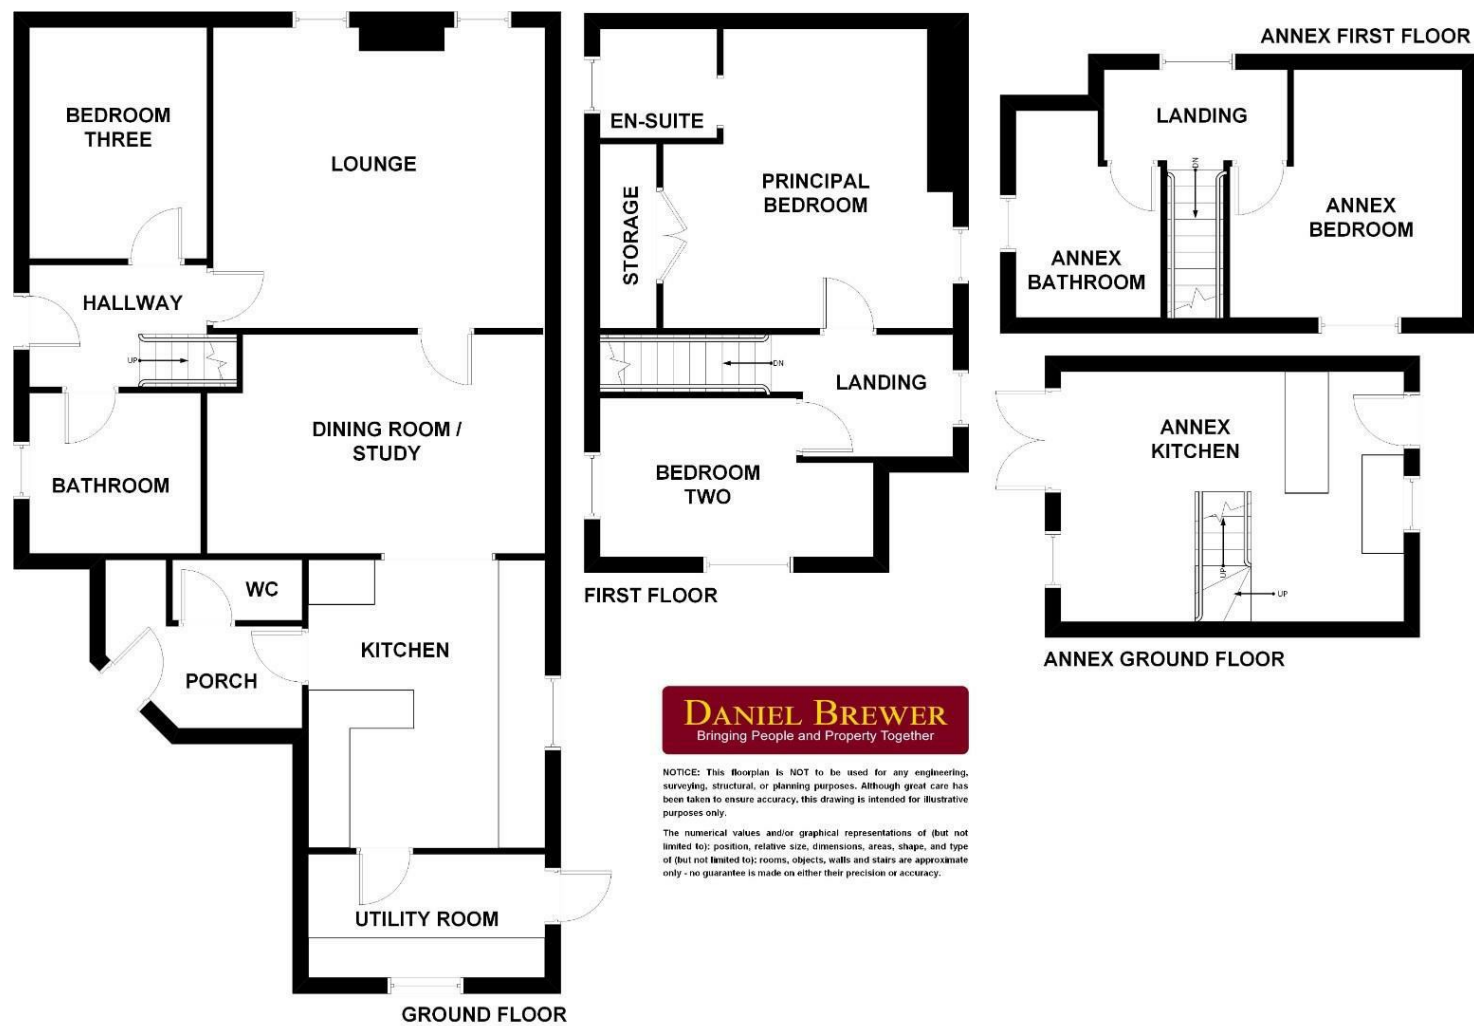 BEDROOM
THREE
LOUNGE
HALLWAY
UP
DINING ROOM /
STUDY
BATHROOM
WC
PORCH
KITCHEN
UTILITY ROOM
GROUND FLOOR
EN-SUITE
STORAGE
PRINCIPAL
BEDROOM
DN
LANDING
BEDROOM
TWO
FIRST FLOOR
ANNEX FIRST FLOOR
LANDING
DN
ANNEX
BATHROOM
ANNEX
BEDROOM
ANNEX
KITCHEN
UP
UP
ANNEX GROUND FLOOR
DANIEL BREWER
Bringing People and Property Together
NOTICE: This floorplan is NOT to be used for any engineering,
surveying, structural, or planning purposes. Although great care has
been taken to ensure accuracy, this drawing is intended for illustrative
purposes only.
The numerical values and/or graphical representations of (but not
limited to): position, relative size, dimensions, areas, shape, and type
of (but not limited to): rooms, objects, walls and stairs are approximate
only - no guarantee is made on either their precision or accuracy.